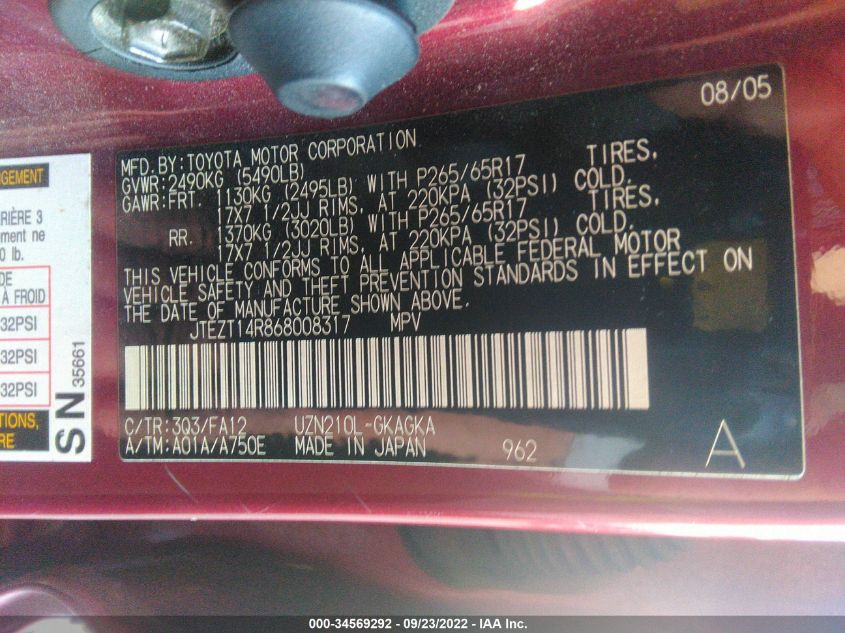 08/05
MFD.BY:TOYOTA MOTOR CORPORATION
GVWR:2490KG (5490LB)
GAWR:FRT. 1130KG (2495LB) WITH P265/65R17 TIRES,
17X7 1/2JJ RIMS, AT 220KPA (32PSI) COLD.
RR. 1370KG (3020LB) WITH P265/65R17 TIRES,
17X7 1/2JJ RIMS, AT 220KPA (32PSI) COLD.
THIS VEHICLE CONFORMS TO ALL APPLICABLE FEDERAL MOTOR
VEHICLE SAFETY AND THEFT PREVENTION STANDARDS IN EFFECT ON
THE DATE OF MANUFACTURE SHOWN ABOVE.
JTEZT14R868008317 MPV
C/TR:3Q3/FA12 UZN210L-GKAGKA
A/TM:A01A/A750E MADE IN JAPAN 962 A
GEMENT
RIÈRE 3
ement ne
0 lb.
DE
À FROID
32PSI
32PSI
32PSI
SN 35661
ONS,
RE
000-34569292 - 09/23/2022 - IAA Inc.